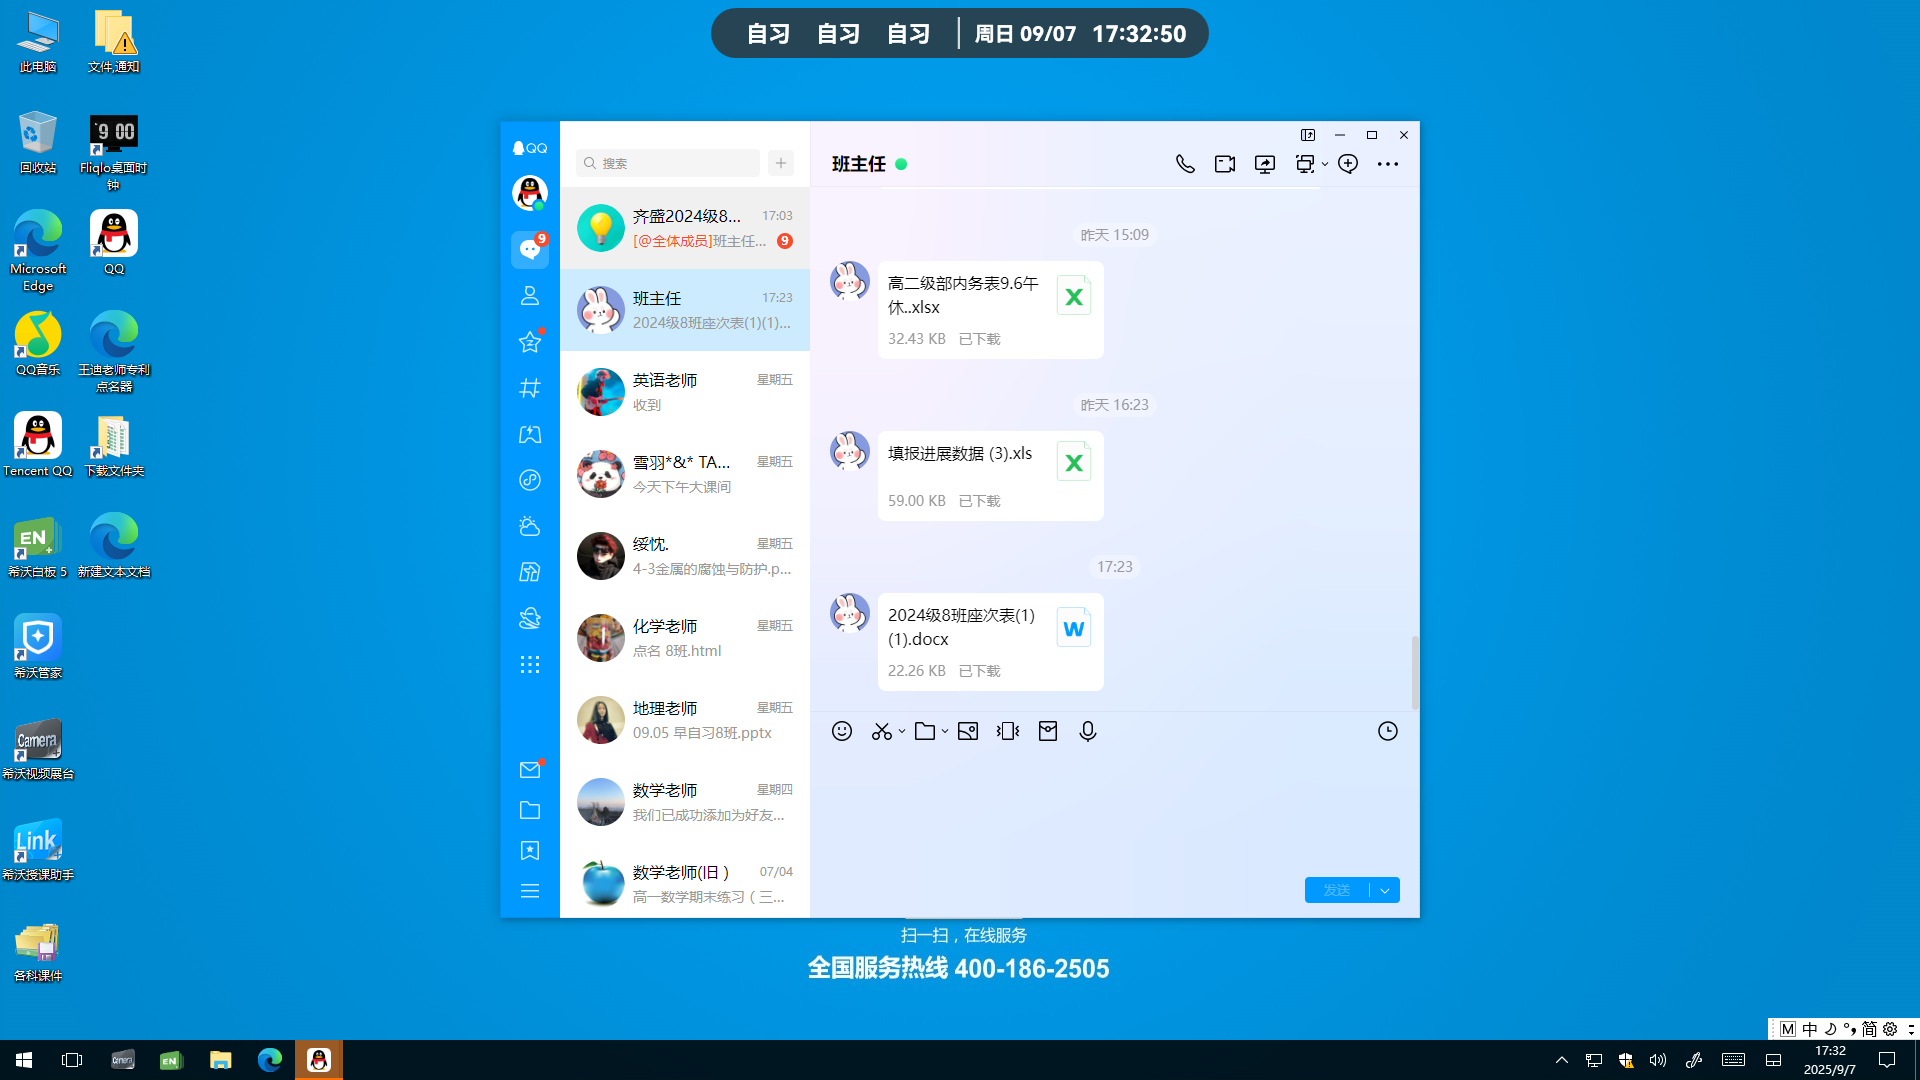 自习 自习 自习 周日 09/07 17:32:50
此电脑
文件,通知
回收站
Fliqlo桌面时
钟
Microsoft
Edge
QQ
QQ音乐
王迪老师专利
点名器
Tencent QQ
下载文件夹
EN
希沃白板 5
新建文本文档
希沃管家
Camera
希沃视频展台
Link
希沃授课助手
各科课件
QQ
9
搜索
齐盛2024级8... 17:03
[@全体成员]班主任... 9
班主任 17:23
2024级8班座次表(1)(1)...
英语老师 星期五
收到
雪羽*&* TA... 星期五
今天下午大课间
绥忱. 星期五
4-3金属的腐蚀与防护.p...
化学老师 星期五
点名 8班.html
地理老师 星期五
09.05 早自习8班.pptx
数学老师 星期四
我们已成功添加为好友...
数学老师(旧) 07/04
高一数学期末练习（三...
班主任
昨天 15:09
高二级部内务表9.6午
休..xlsx
32.43 KB 已下载
昨天 16:23
填报进展数据 (3).xls
59.00 KB 已下载
17:23
2024级8班座次表(1)
(1).docx
22.26 KB 已下载
发送
扫一扫，在线服务
全国服务热线 400-186-2505
M 中 简
17:32
2025/9/7